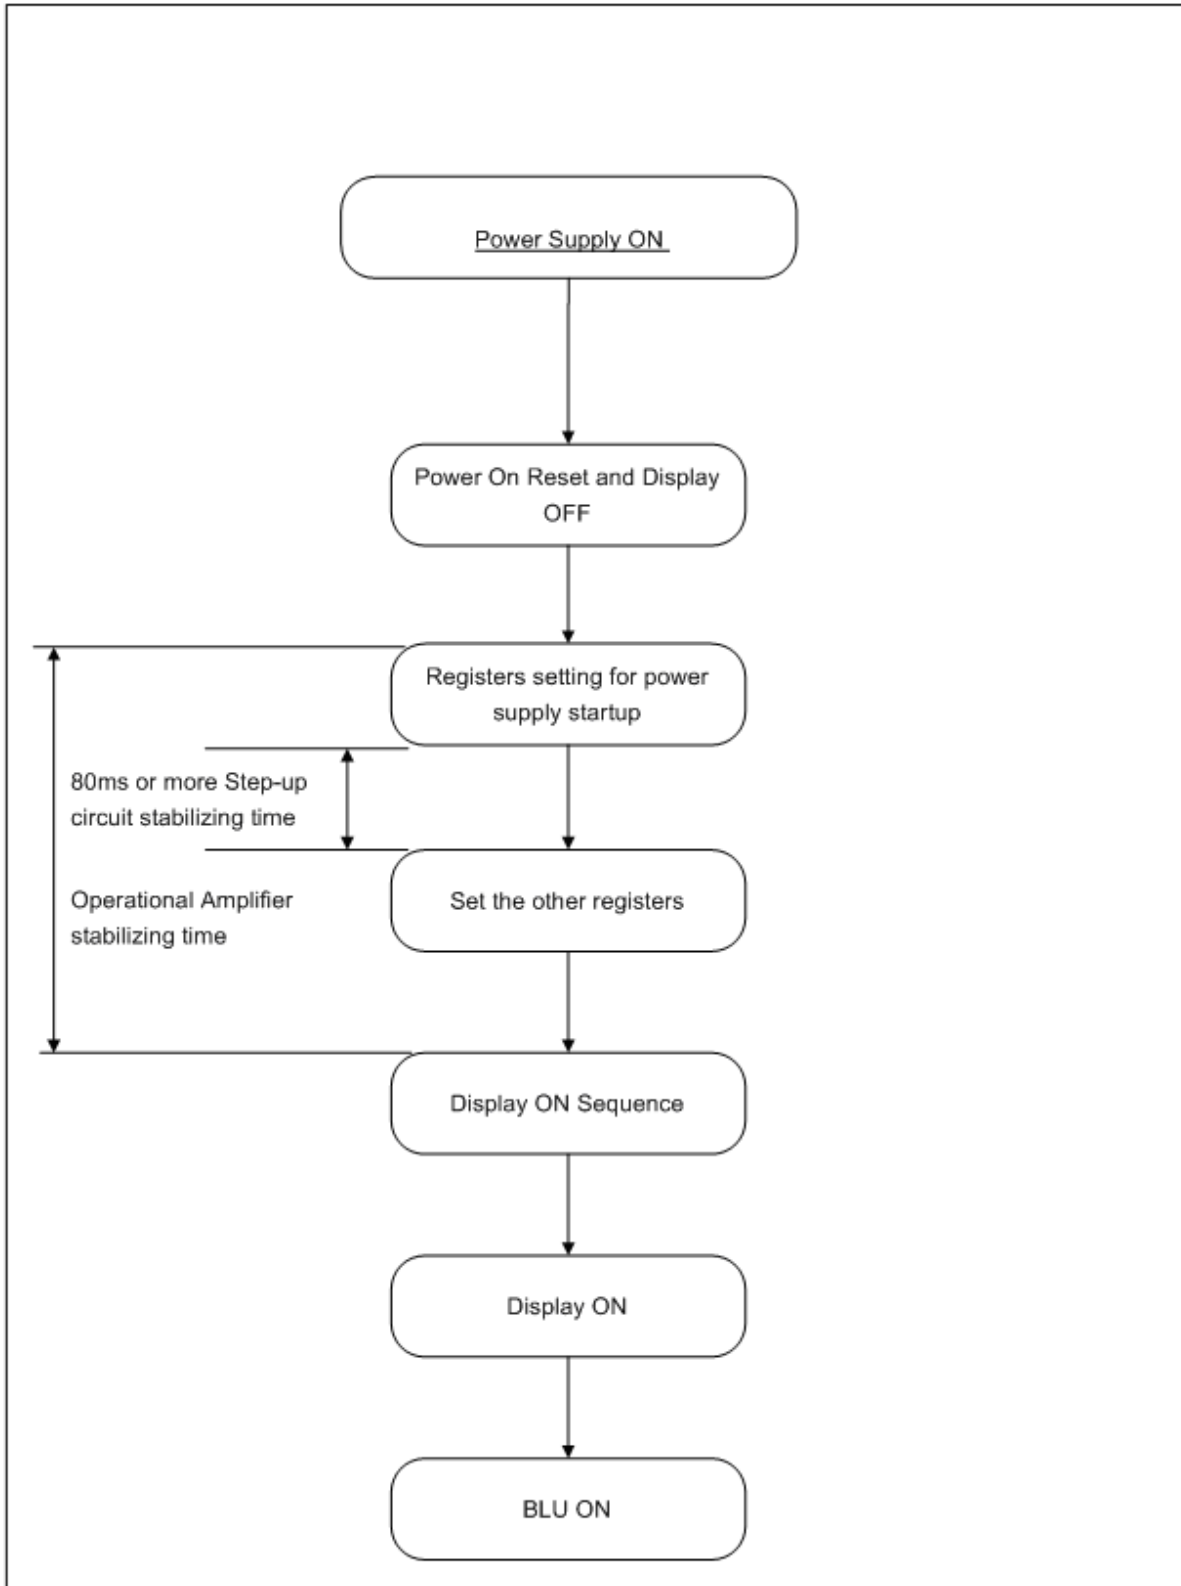 Power Supply ON
Power On Reset and Display
OFF
Registers setting for power
supply startup
80ms or more Step-up
circuit stabilizing time
Set the other registers
Operational Amplifier
stabilizing time
Display ON Sequence
Display ON
BLU ON